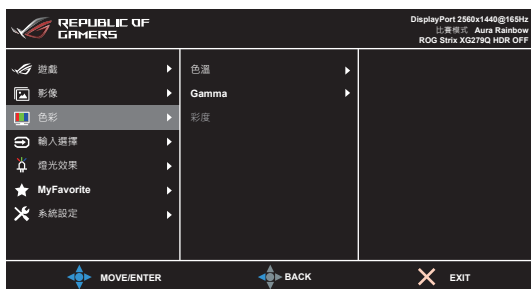 REPUBLIC OF
GAMERS
DisplayPort 2560x1440@165Hz
比賽模式 Aura Rainbow
ROG Strix XG279Q HDR OFF
遊戲
影像
色彩
輸入選擇
燈光效果
MyFavorite
系統設定
色溫
Gamma
彩度
MOVE/ENTER
BACK
EXIT